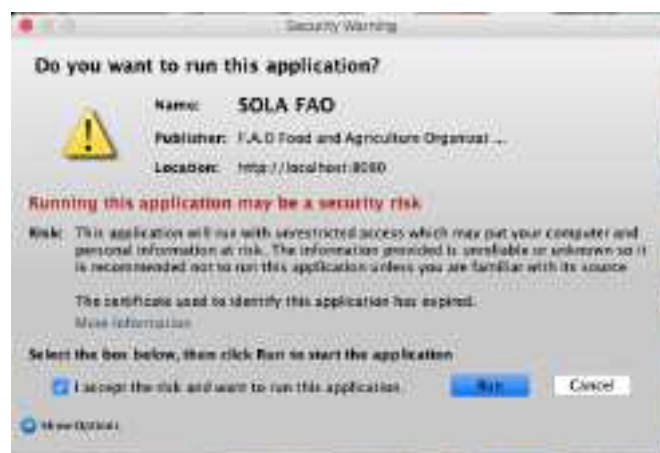 Security Warning
Do you want to run this application?
Name: SOLA FAO
Publisher: F.A.O Food and Agriculture Organizat ...
Location: http://localhost:8080
Running this application may be a security risk
Risk: This application will run with unrestricted access which may put your computer and
personal information at risk. The information provided is unreliable or unknown so it
is recommended not to run this application unless you are familiar with its source
The certificate used to identify this application has expired.
More Information
Select the box below, then click Run to start the application
I accept the risk and want to run this application.
Run Cancel
Show Options